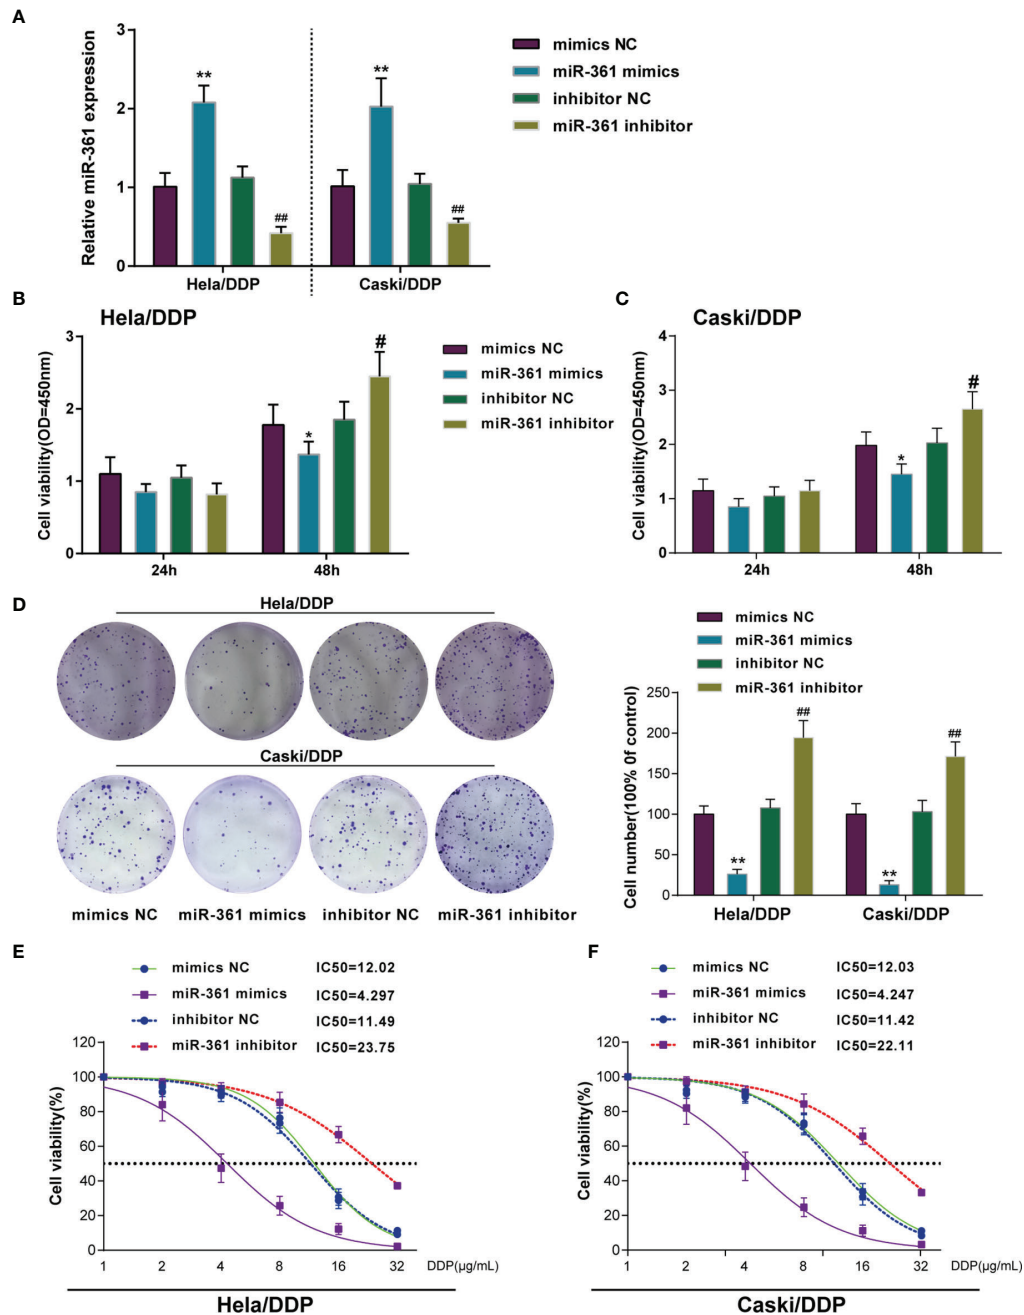 A
Relative miR-361 expression
3
2
1
0
**
##
**
##
Hela/DDP
Caski/DDP
mimics NC
miR-361 mimics
inhibitor NC
miR-361 inhibitor
B
Hela/DDP
Cell viability(OD=450nm)
3
2
1
0
*
#
24h
48h
mimics NC
miR-361 mimics
inhibitor NC
miR-361 inhibitor
C
Caski/DDP
Cell viability(OD=450nm)
4
3
2
1
0
*
#
24h
48h
D
Hela/DDP
Caski/DDP
mimics NC miR-361 mimics inhibitor NC miR-361 inhibitor
mimics NC
miR-361 mimics
inhibitor NC
miR-361 inhibitor
Cell number(100% of control)
250
200
150
100
50
0
**
##
**
##
Hela/DDP
Caski/DDP
E
mimics NC IC50=12.02
miR-361 mimics IC50=4.297
inhibitor NC IC50=11.49
miR-361 inhibitor IC50=23.75
Cell viability(%)
120
100
80
60
40
20
0
1 2 4 8 16 32 DDP(μg/mL)
Hela/DDP
F
mimics NC IC50=12.03
miR-361 mimics IC50=4.247
inhibitor NC IC50=11.42
miR-361 inhibitor IC50=22.11
Cell viability(%)
120
100
80
60
40
20
0
1 2 4 8 16 32 DDP(μg/mL)
Caski/DDP